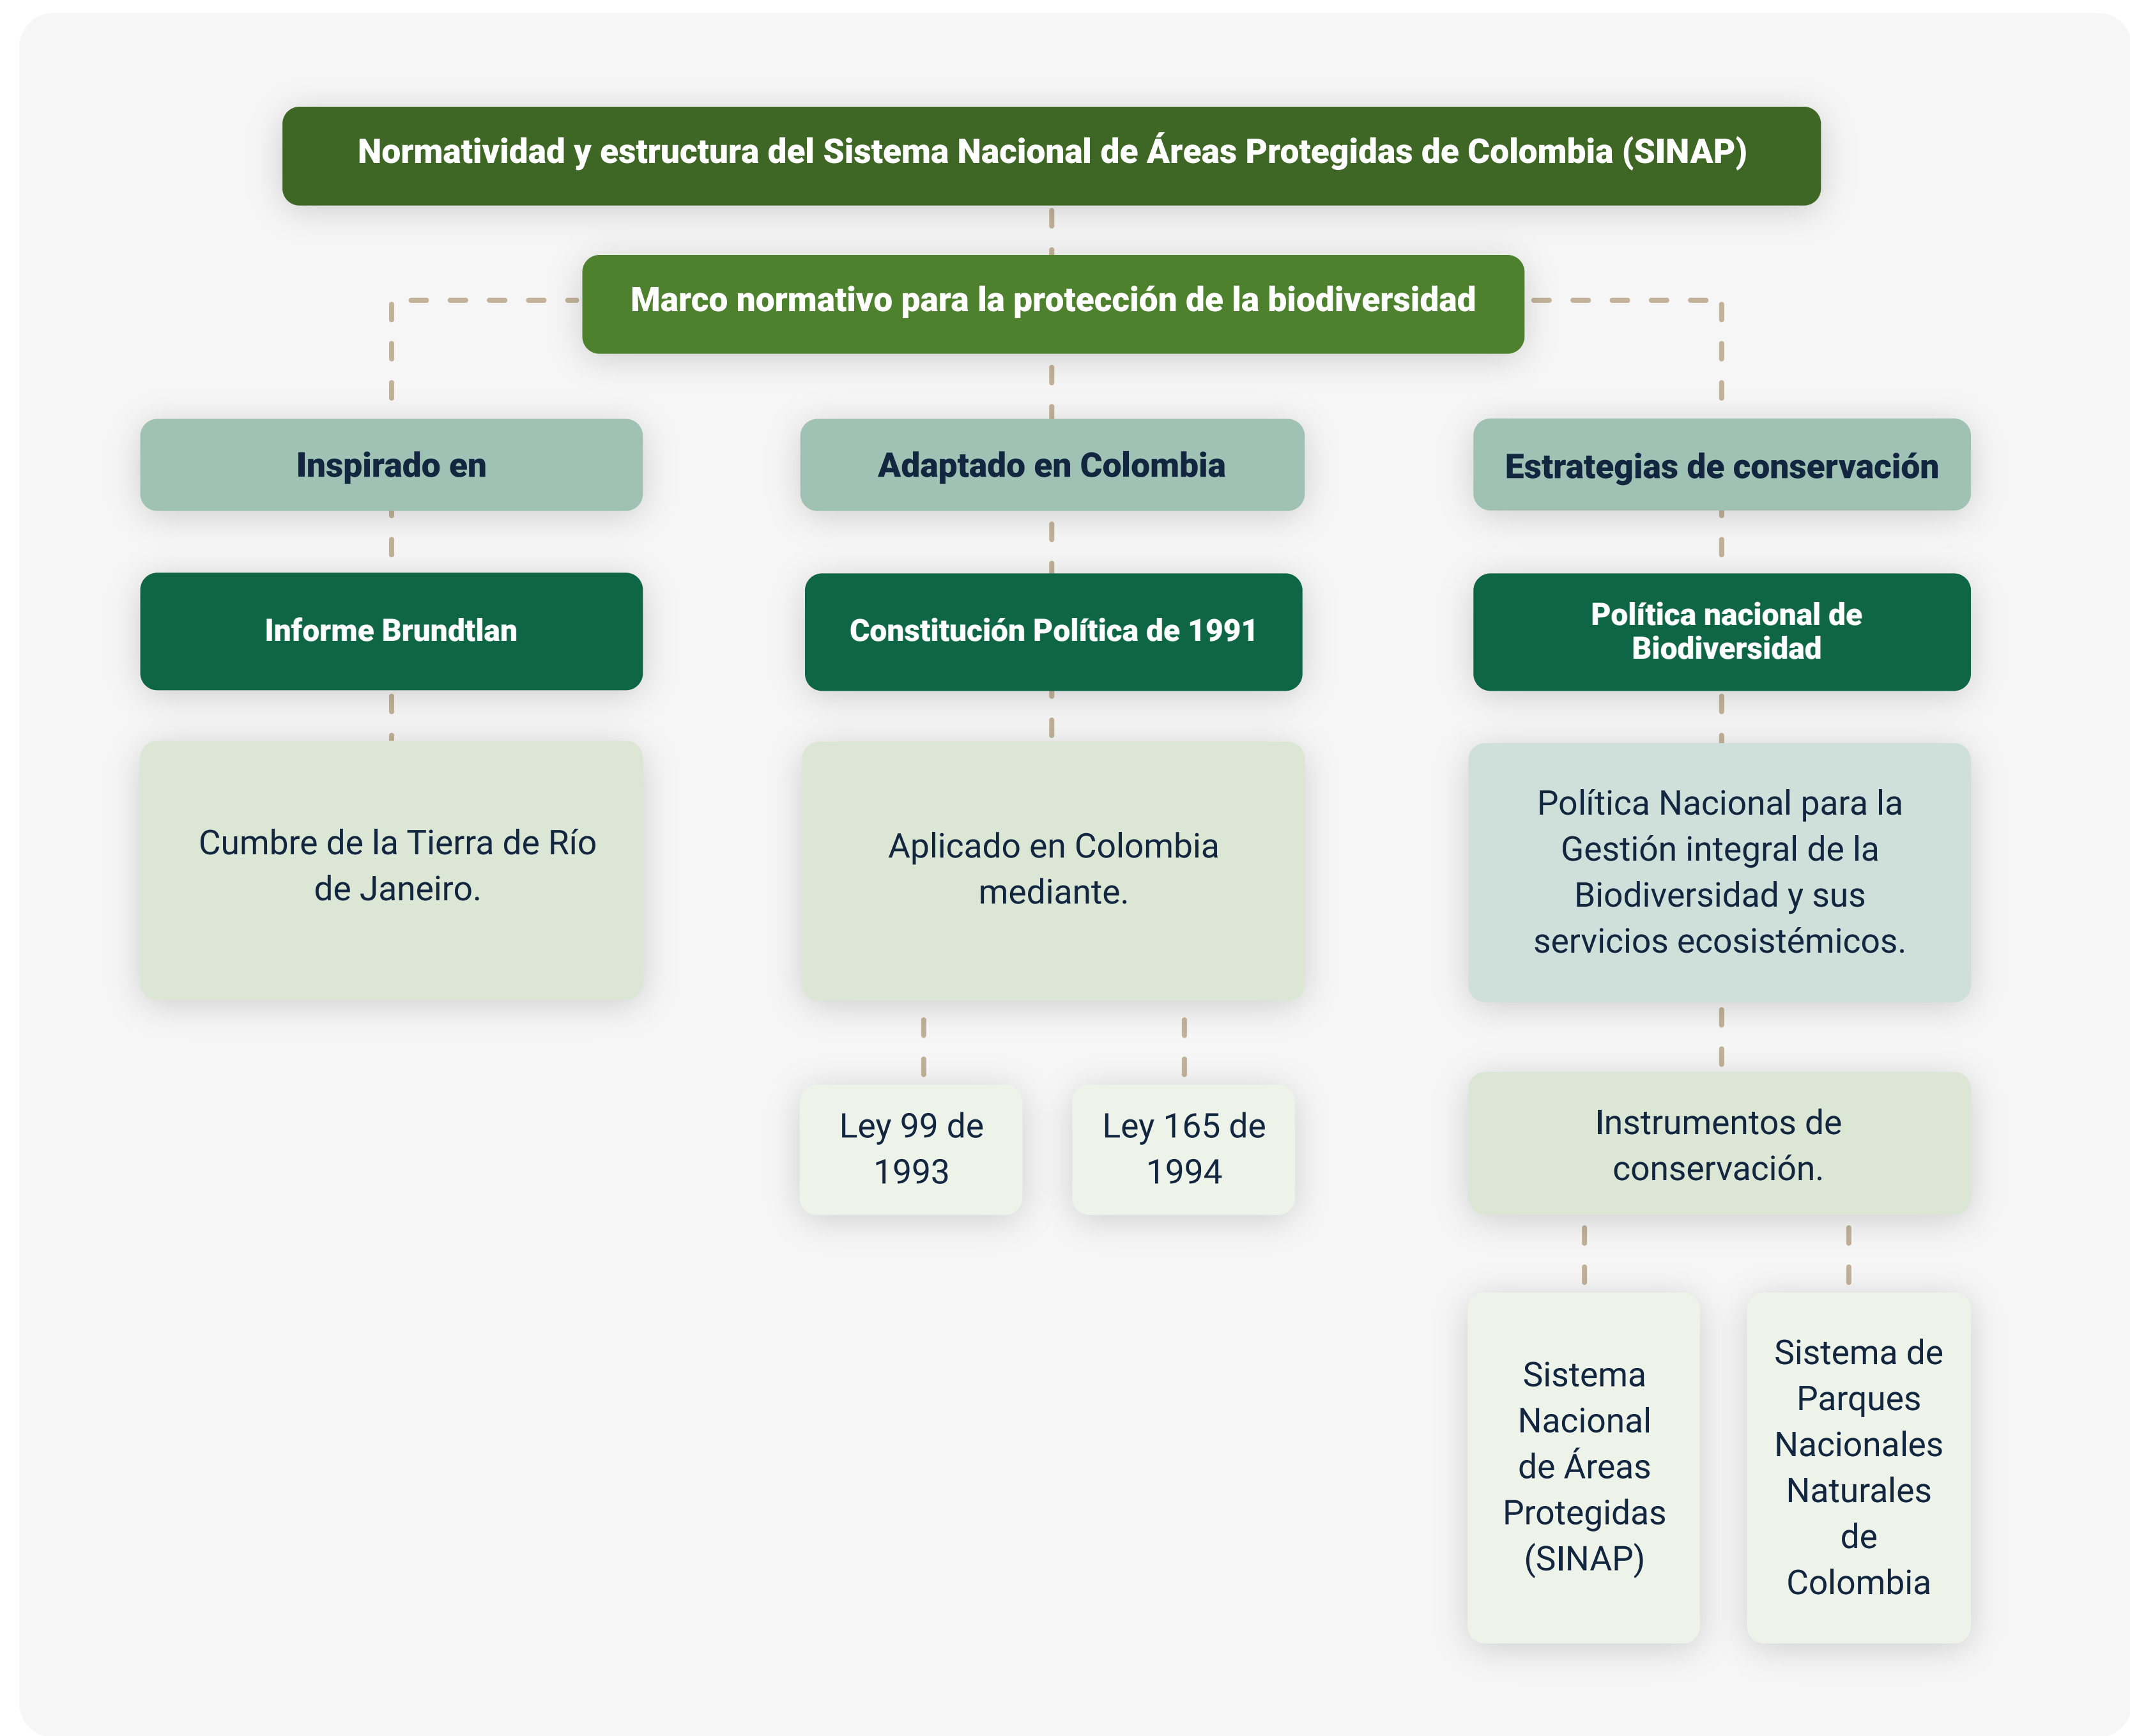 Normatividad y estructura del Sistema Nacional de Áreas Protegidas de Colombia (SINAP)
Marco normativo para la protección de la biodiversidad
Inspirado en
Informe Brundtlan
Cumbre de la Tierra de Río
de Janeiro.
Adaptado en Colombia
Constitución Política de 1991
Aplicado en Colombia
mediante.
Ley 99 de
1993
Ley 165 de
1994
Estrategias de conservación
Política nacional de
Biodiversidad
Política Nacional para la
Gestión integral de la
Biodiversidad y sus
servicios ecosistémicos.
Instrumentos de
conservación.
Sistema
Nacional
de Áreas
Protegidas
(SINAP)
Sistema de
Parques
Nacionales
Naturales
de
Colombia